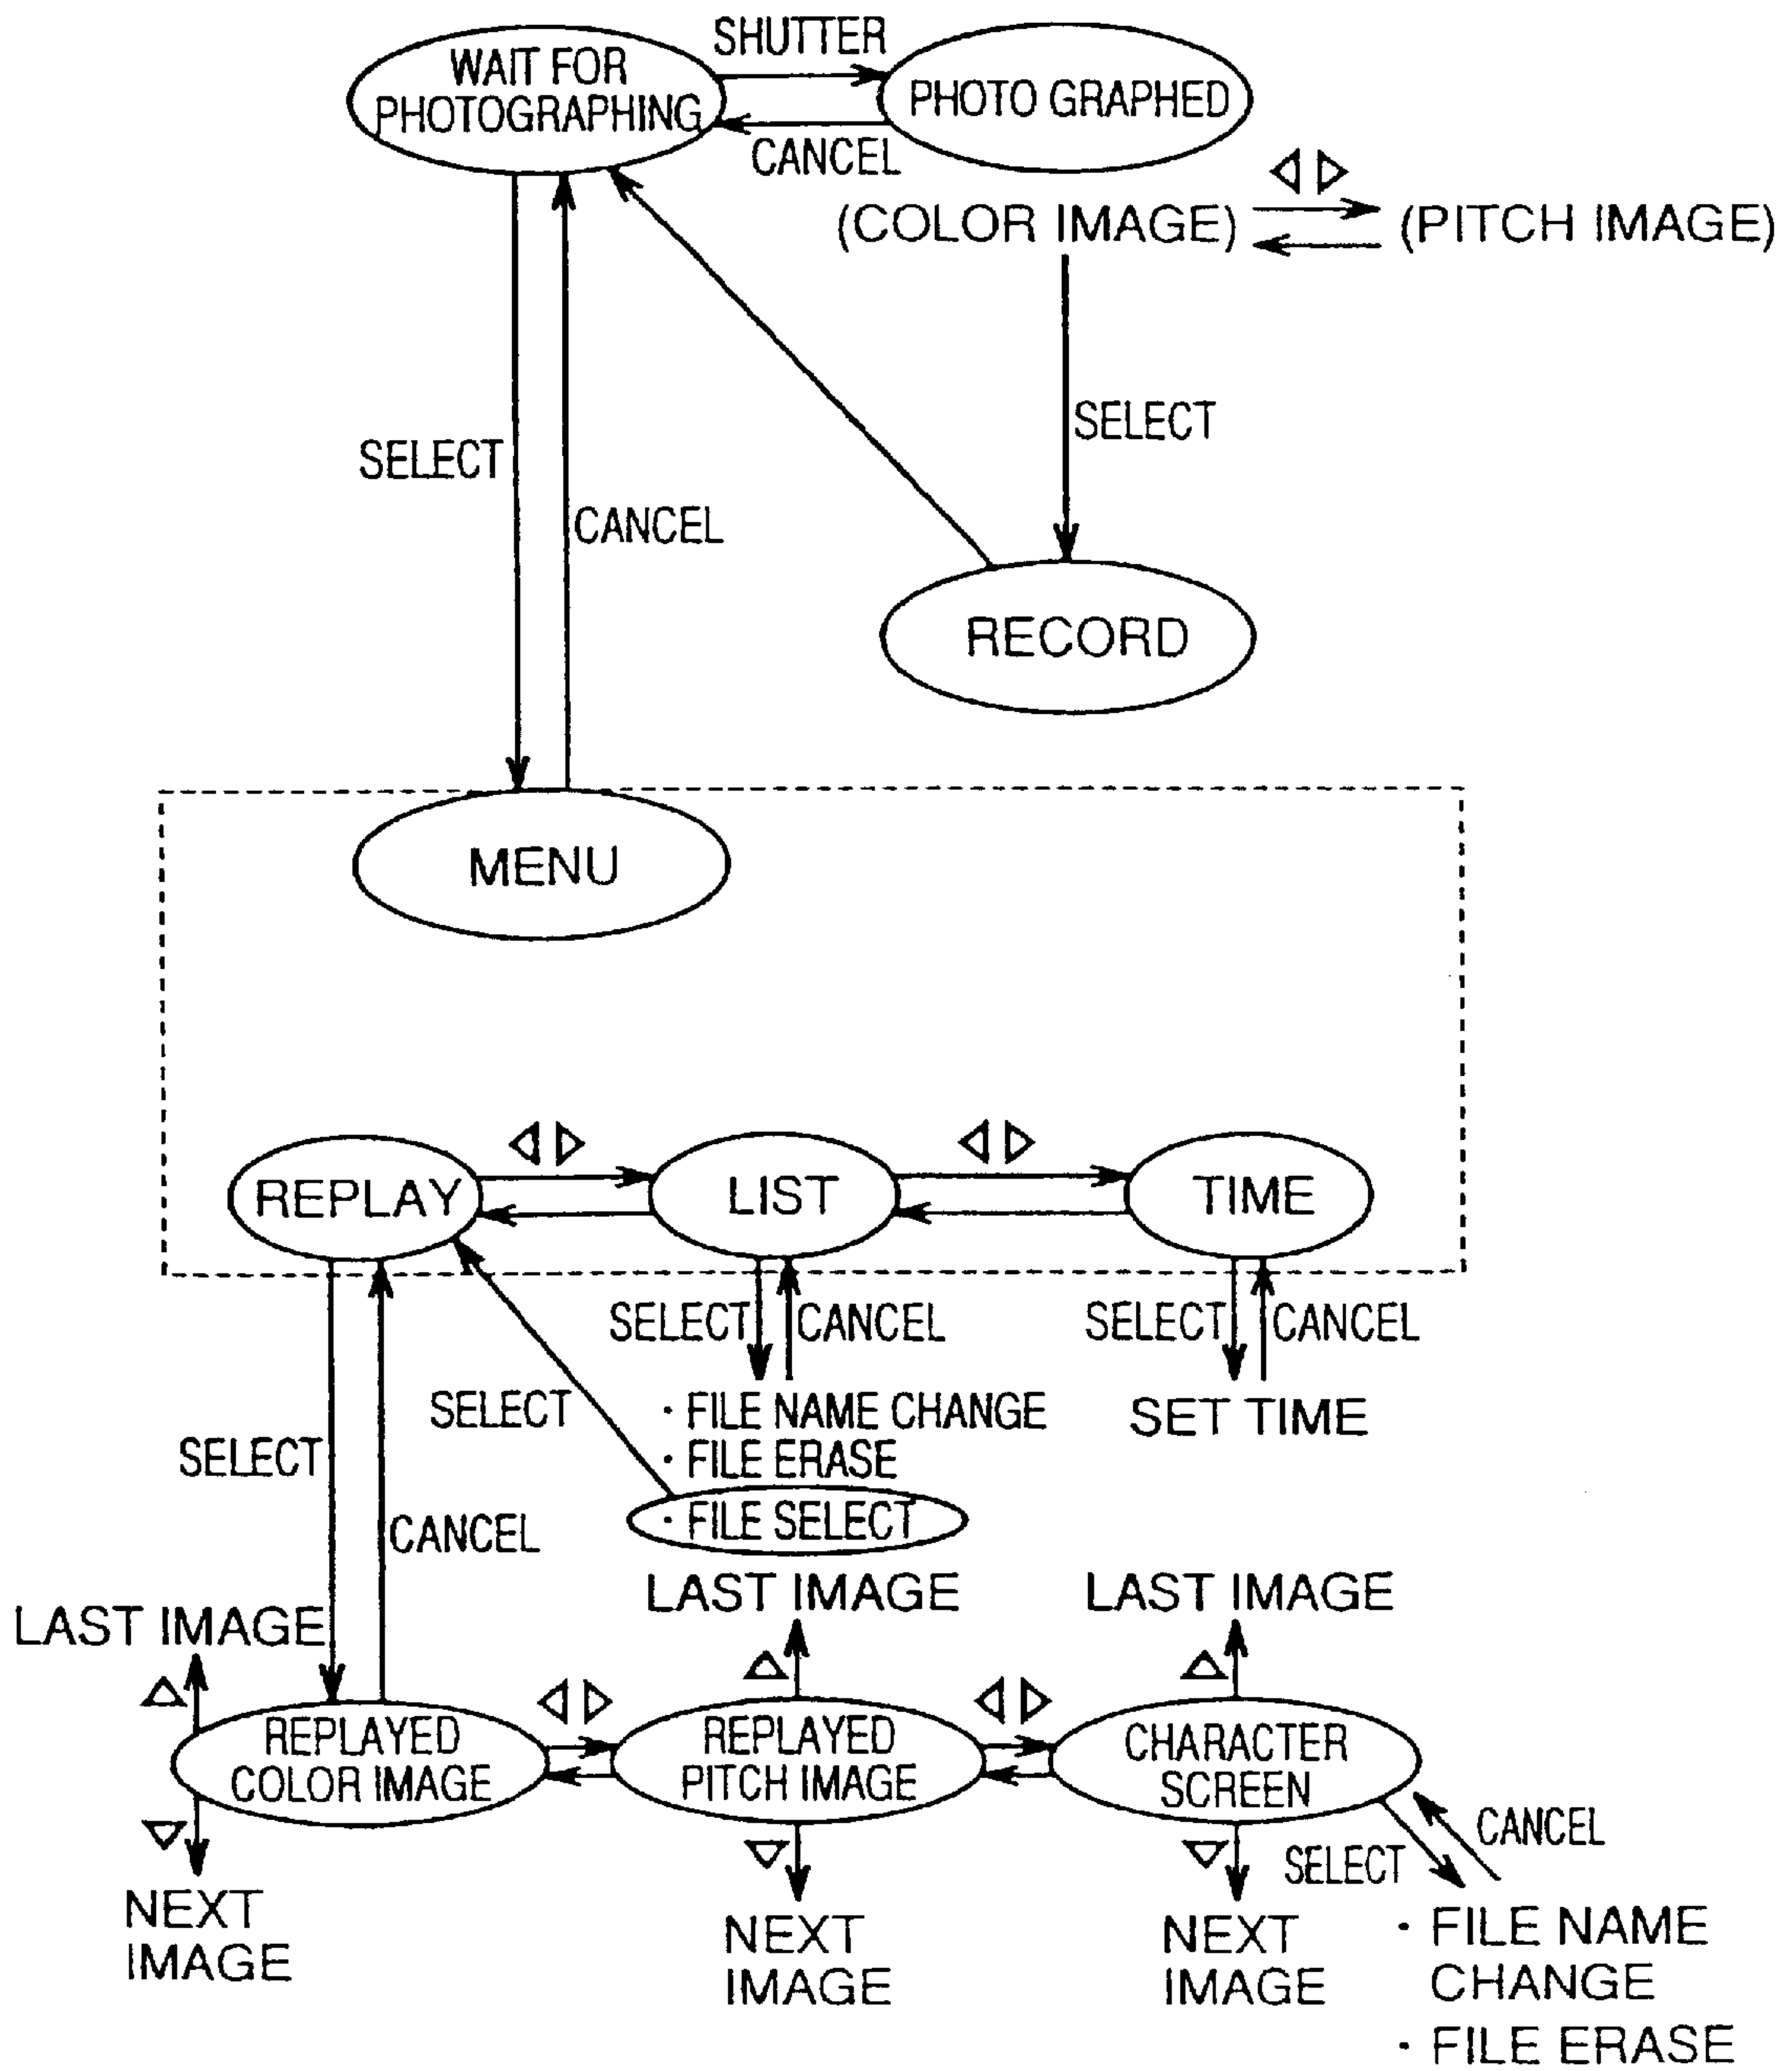 SHUTTER
WAIT FOR
PHOTOGRAPHING
PHOTO GRAPHED
CANCEL
◁ ▷
(COLOR IMAGE)
(PITCH IMAGE)
SELECT
SELECT
CANCEL
RECORD
MENU
◁ ▷
◁ ▷
REPLAY
LIST
TIME
SELECT
CANCEL
SELECT
CANCEL
SELECT
· FILE NAME CHANGE
SET TIME
SELECT
· FILE ERASE
CANCEL
· FILE SELECT
LAST IMAGE
LAST IMAGE
LAST IMAGE
△
△
△
◁ ▷
◁ ▷
REPLAYED
COLOR IMAGE
REPLAYED
PITCH IMAGE
CHARACTER
SCREEN
▽
▽
▽
CANCEL
SELECT
NEXT
IMAGE
NEXT
IMAGE
NEXT
IMAGE
· FILE NAME
CHANGE
· FILE ERASE